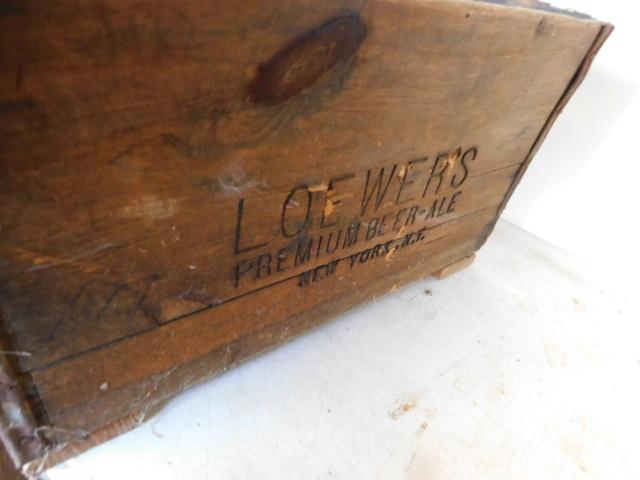 LOEWER'S
PREMIUM BEER-ALE
NEW YORK, N.Y.